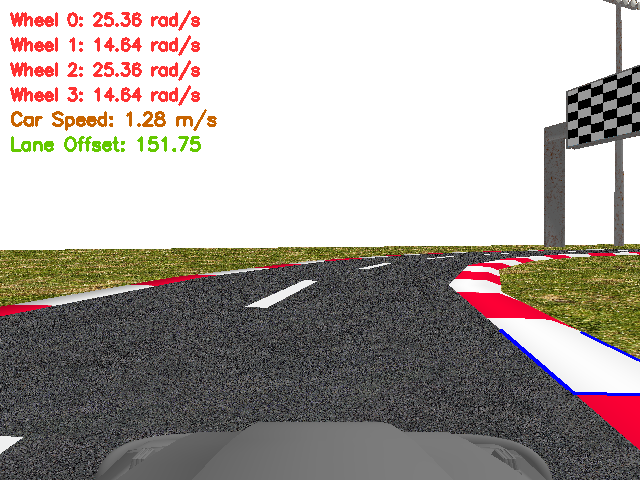 Wheel 0: 25.36 rad/s
Wheel 1: 14.64 rad/s
Wheel 2: 25.36 rad/s
Wheel 3: 14.64 rad/s
Car Speed: 1.28 m/s
Lane Offset: 151.75